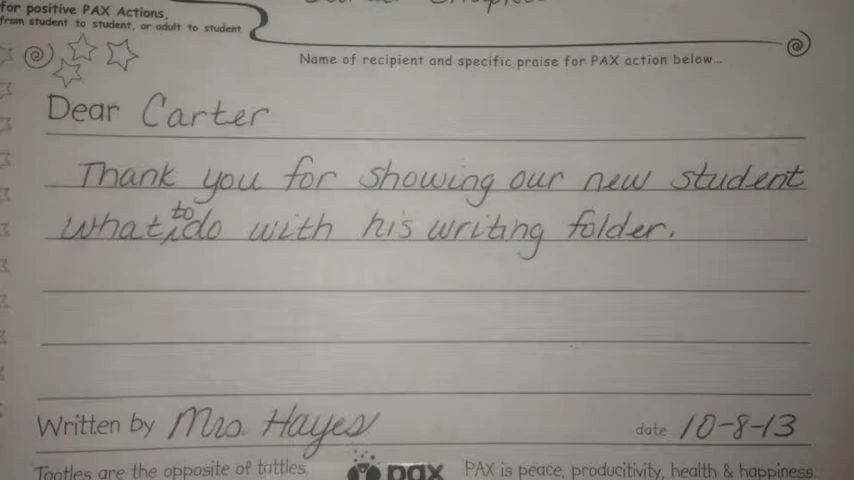 for positive PAX Actions,
from student to student, or adult to student
Name of recipient and specific praise for PAX action below...
Dear Carter
Thank you for showing our new student
to
what do with his writing folder.
Written by Mrs. Hayes
date 10-8-13
Tootles are the opposite of tattles.
pax
PAX is peace, producitivity, health & happiness.